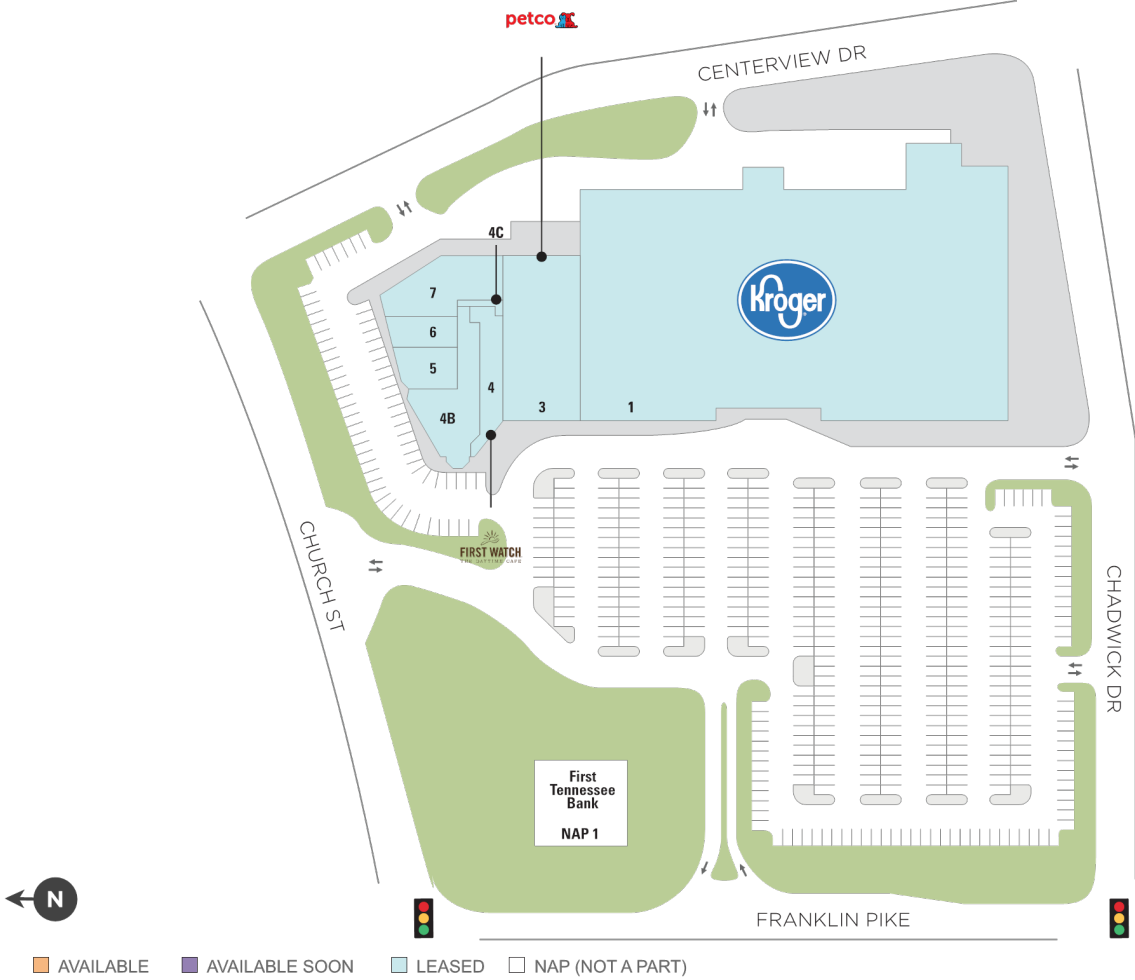 petco
CENTERVIEW DR
4C
7
6
5
4
4B
3
1
Kroger
CHURCH ST
FIRST WATCH
THE DAYTIME CAFE
CHADWICK DR
First
Tennessee
Bank
NAP 1
N
FRANKLIN PIKE
AVAILABLE
AVAILABLE SOON
LEASED
NAP (NOT A PART)